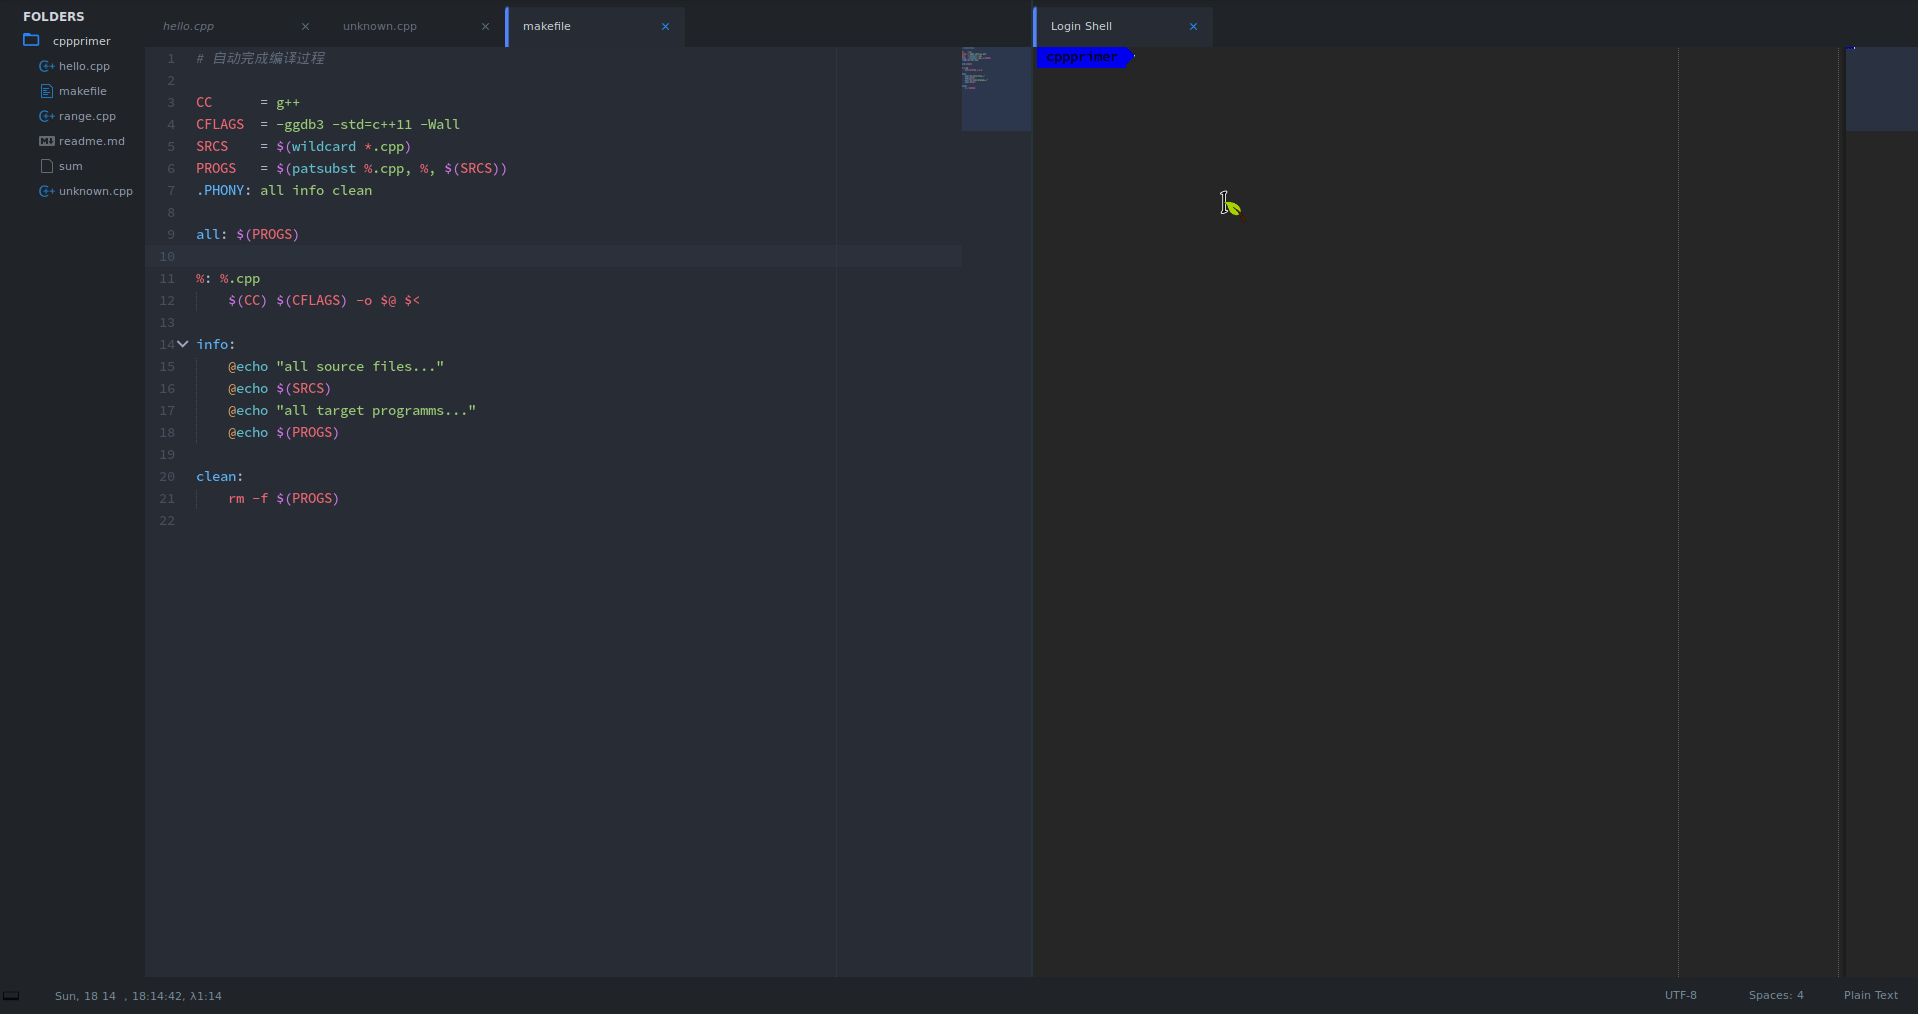 FOLDERS
cppprimer
hello.cpp
makefile
range.cpp
readme.md
sum
unknown.cpp
hello.cpp ×
unknown.cpp ×
makefile ×
1 # 自动完成编译过程
2
3 CC      = g++
4 CFLAGS  = -ggdb3 -std=c++11 -Wall
5 SRCS    = $(wildcard *.cpp)
6 PROGS   = $(patsubst %.cpp, %, $(SRCS))
7 .PHONY: all info clean
8
9 all: $(PROGS)
10
11 %: %.cpp
12     $(CC) $(CFLAGS) -o $@ $<
13
14 info:
15     @echo "all source files..."
16     @echo $(SRCS)
17     @echo "all target programms..."
18     @echo $(PROGS)
19
20 clean:
21     rm -f $(PROGS)
22
Login Shell ×
cppprimer
Sun, 18 14 , 18:14:42, λ1:14
UTF-8
Spaces: 4
Plain Text